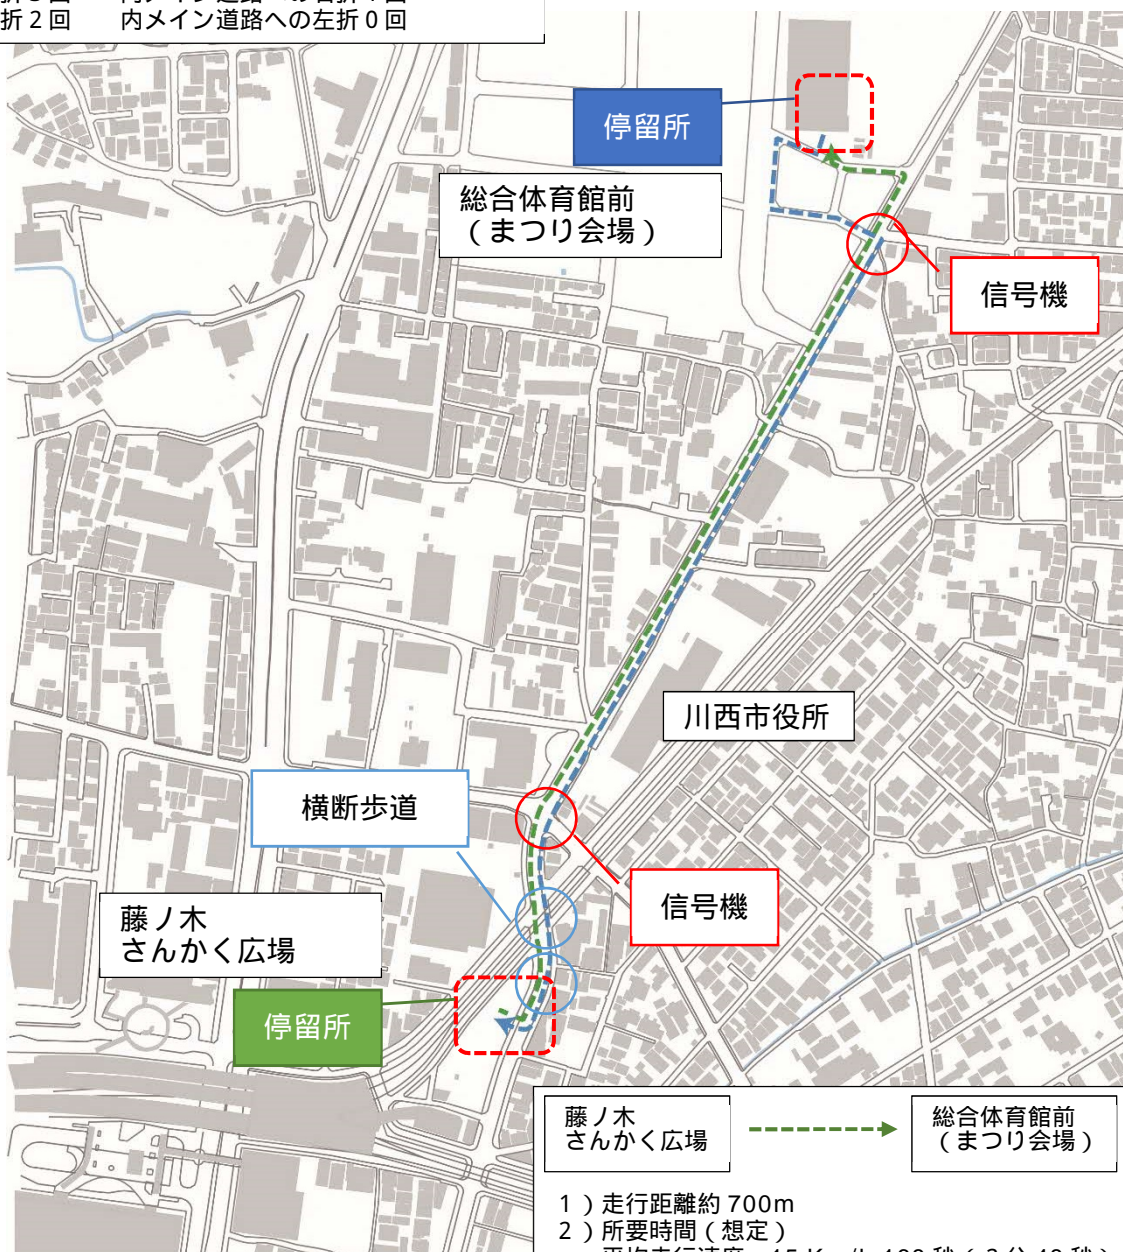 折2回　　内メイン道路への左折0回
停留所
総合体育館前
（まつり会場）
信号機
川西市役所
横断歩道
信号機
藤ノ木
さんかく広場
停留所
藤ノ木
さんかく広場
総合体育館前
（まつり会場）
1）走行距離約 700m
2）所要時間（想定）